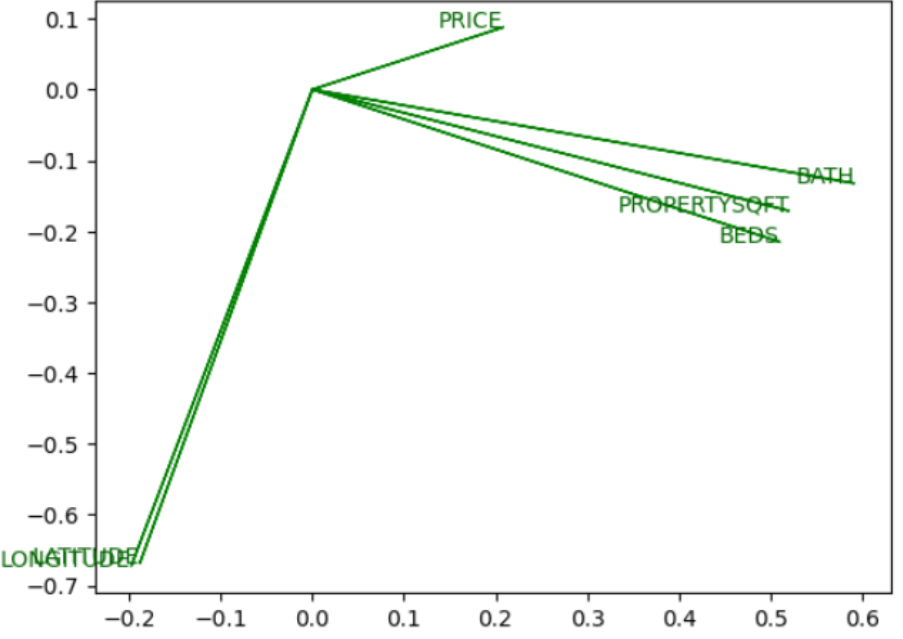 0.1
PRICE
0.0
−0.1
BATH
PROPERTYSQFT
−0.2
BEDS
−0.3
−0.4
−0.5
−0.6
LATITUDE
LONGITUDE
−0.7
−0.2 −0.1 0.0 0.1 0.2 0.3 0.4 0.5 0.6